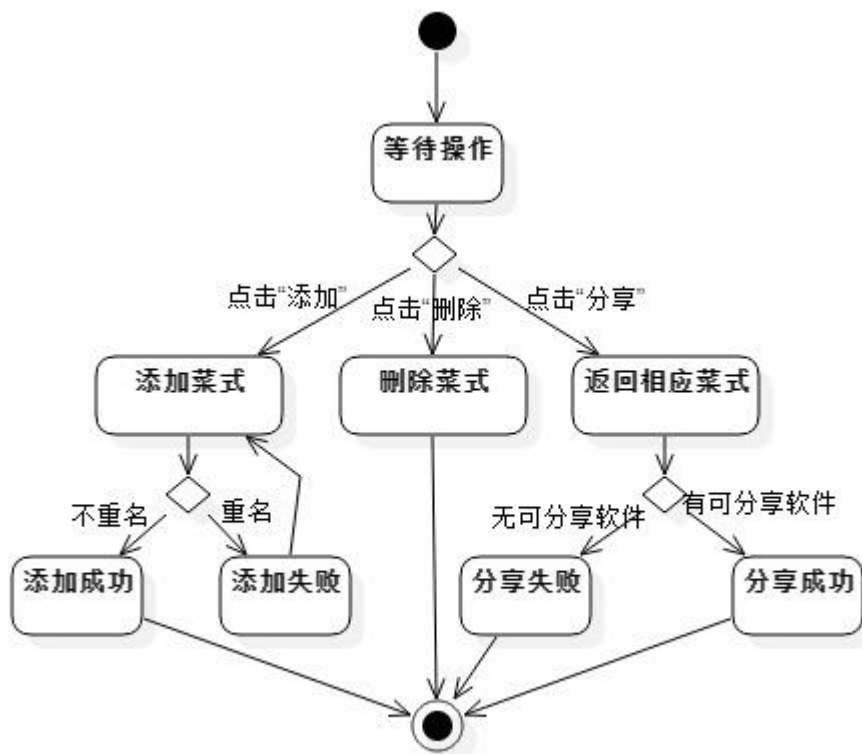 等待操作
点击“添加”
点击“删除”
点击“分享”
添加菜式
删除菜式
返回相应菜式
不重名
重名
无可分享软件
有可分享软件
添加成功
添加失败
分享失败
分享成功